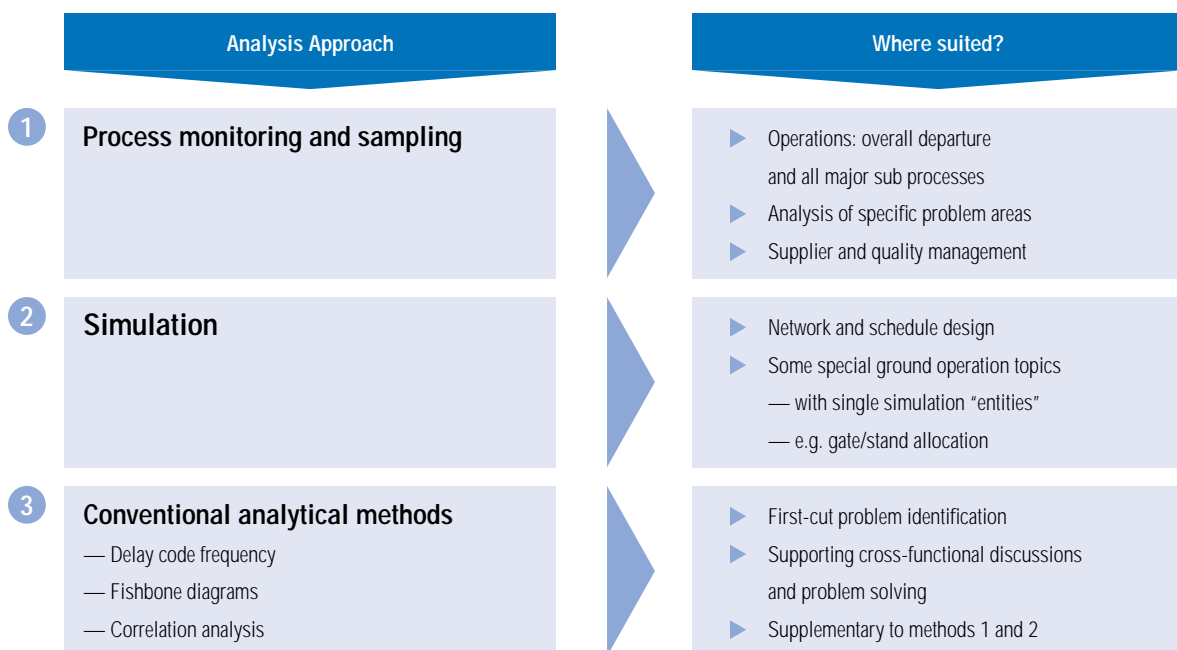 Analysis Approach
Where suited?
1
Process monitoring and sampling
▶ Operations: overall departure
and all major sub processes
▶ Analysis of specific problem areas
▶ Supplier and quality management
2
Simulation
▶ Network and schedule design
▶ Some special ground operation topics
— with single simulation “entities”
— e.g. gate/stand allocation
3
Conventional analytical methods
— Delay code frequency
— Fishbone diagrams
— Correlation analysis
▶ First-cut problem identification
▶ Supporting cross-functional discussions
and problem solving
▶ Supplementary to methods 1 and 2